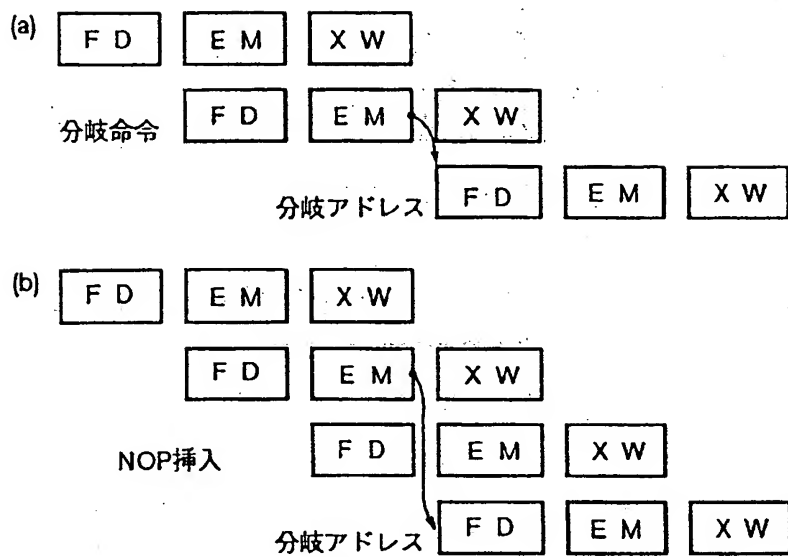 (a) F D E M X W
分岐命令 F D E M X W
分岐アドレス F D E M X W
(b) F D E M X W
F D E M X W
NOP挿入 F D E M X W
分岐アドレス F D E M X W